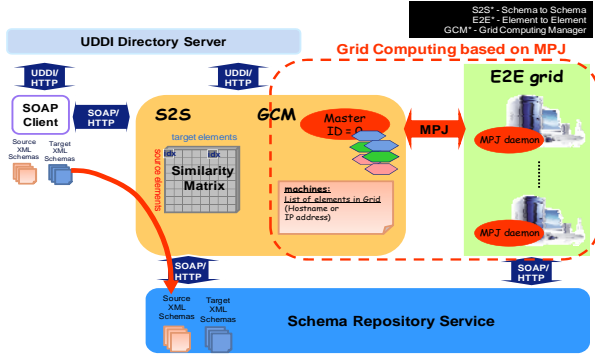 S2S* - Schema to Schema
E2E* - Element to Element
GCM* - Grid Computing Manager
UDDI Directory Server
Grid Computing based on MPJ
UDDI/
HTTP
UDDI/
HTTP
E2E grid
SOAP
Client
SOAP/
HTTP
S2S
GCM
Master
ID = 0
MPJ
MPJ daemon
target elements
source elements
idx
idx
Similarity
Matrix
Source
XML
Schemas
Target
XML
Schemas
machines:
List of elements in Grid
(Hostname or
IP address)
MPJ daemon
SOAP/
HTTP
SOAP/
HTTP
Source
XML
Schemas
Target
XML
Schemas
Schema Repository Service